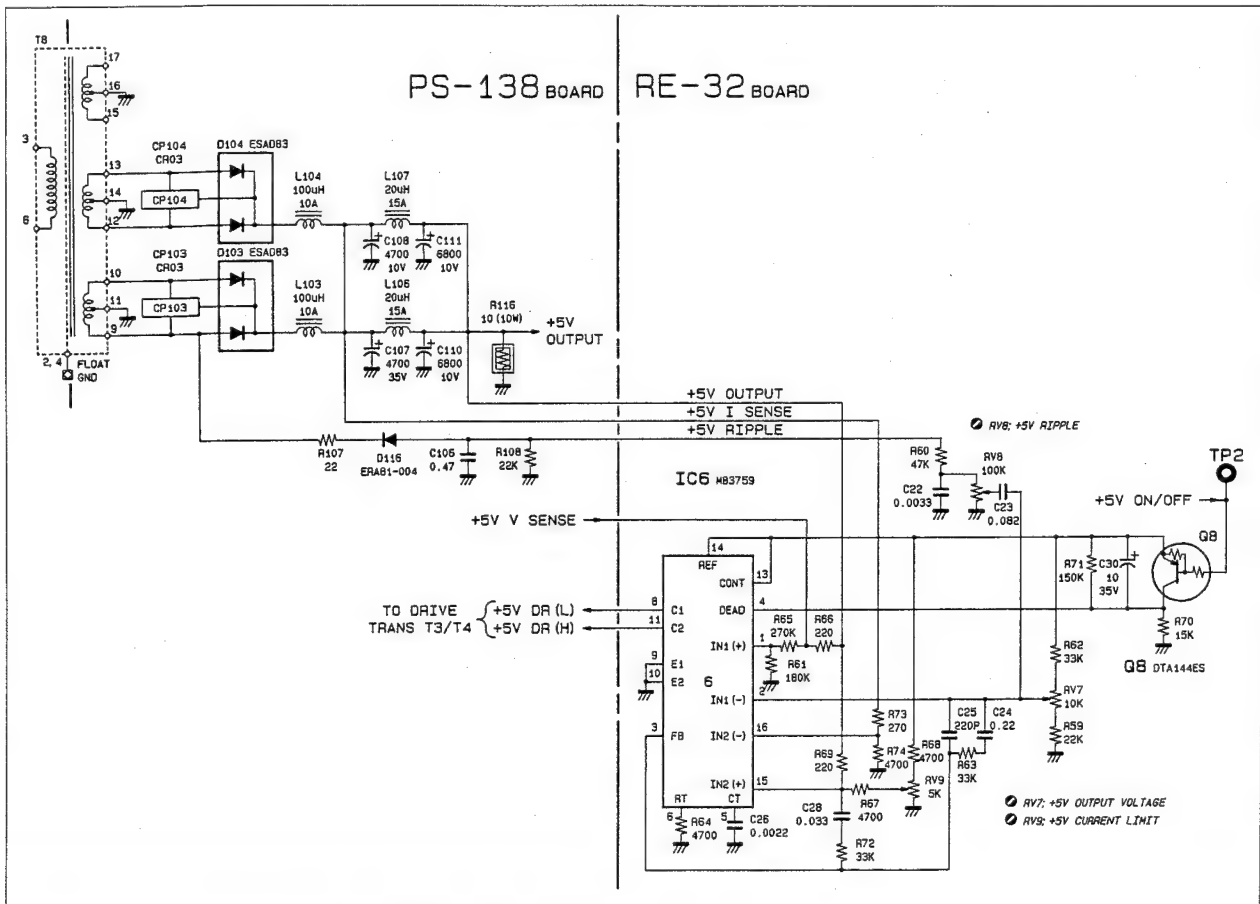 PS-138 BOARD
RE-32 BOARD
T8
17
16
15
3
6
13
14
12
10
11
9
2, 4
FLOAT
GND
CP104
CR03
CP104
D104 ESAD83
CP103
CR03
CP103
D103 ESAD83
L104
100uH
10A
L107
20uH
15A
C108
4700
10V
C111
6800
10V
L103
100uH
10A
L106
20uH
15A
C107
4700
35V
C110
6800
10V
R116
10 (10W)
+5V
OUTPUT
+5V OUTPUT
+5V I SENSE
+5V RIPPLE
R107
22
D116
ERA81-004
R108
22K
0.47
RV8; +5V RIPPLE
R60
47K
RV8
100K
C22
0.0033
C23
0.082
TP2
+5V ON/OFF
IC6 MB3759
+5V V SENSE
14
REF
CONT
13
DEAD
4
8
C1
11
C2
9
E1
10
E2
3
FB
IN1(+)
1
6
2
IN1(-)
IN2(-)
16
IN2(+)
15
RT
CT
6
5
TO DRIVE
TRANS T3/T4
+5V DR(L)
+5V DR(H)
R65
270K
R66
220
R61
180K
R71
150K
C30
10
35V
Q8
R70
15K
Q8 DTA144ES
R62
33K
RV7
10K
R59
22K
C25
220P
C24
0.22
R63
33K
R73
270
R74
4700
R68
4700
R69
220
RV9
5K
R67
4700
C28
0.033
R72
33K
R64
4700
C26
0.0022
RV7; +5V OUTPUT VOLTAGE
RV9; +5V CURRENT LIMIT